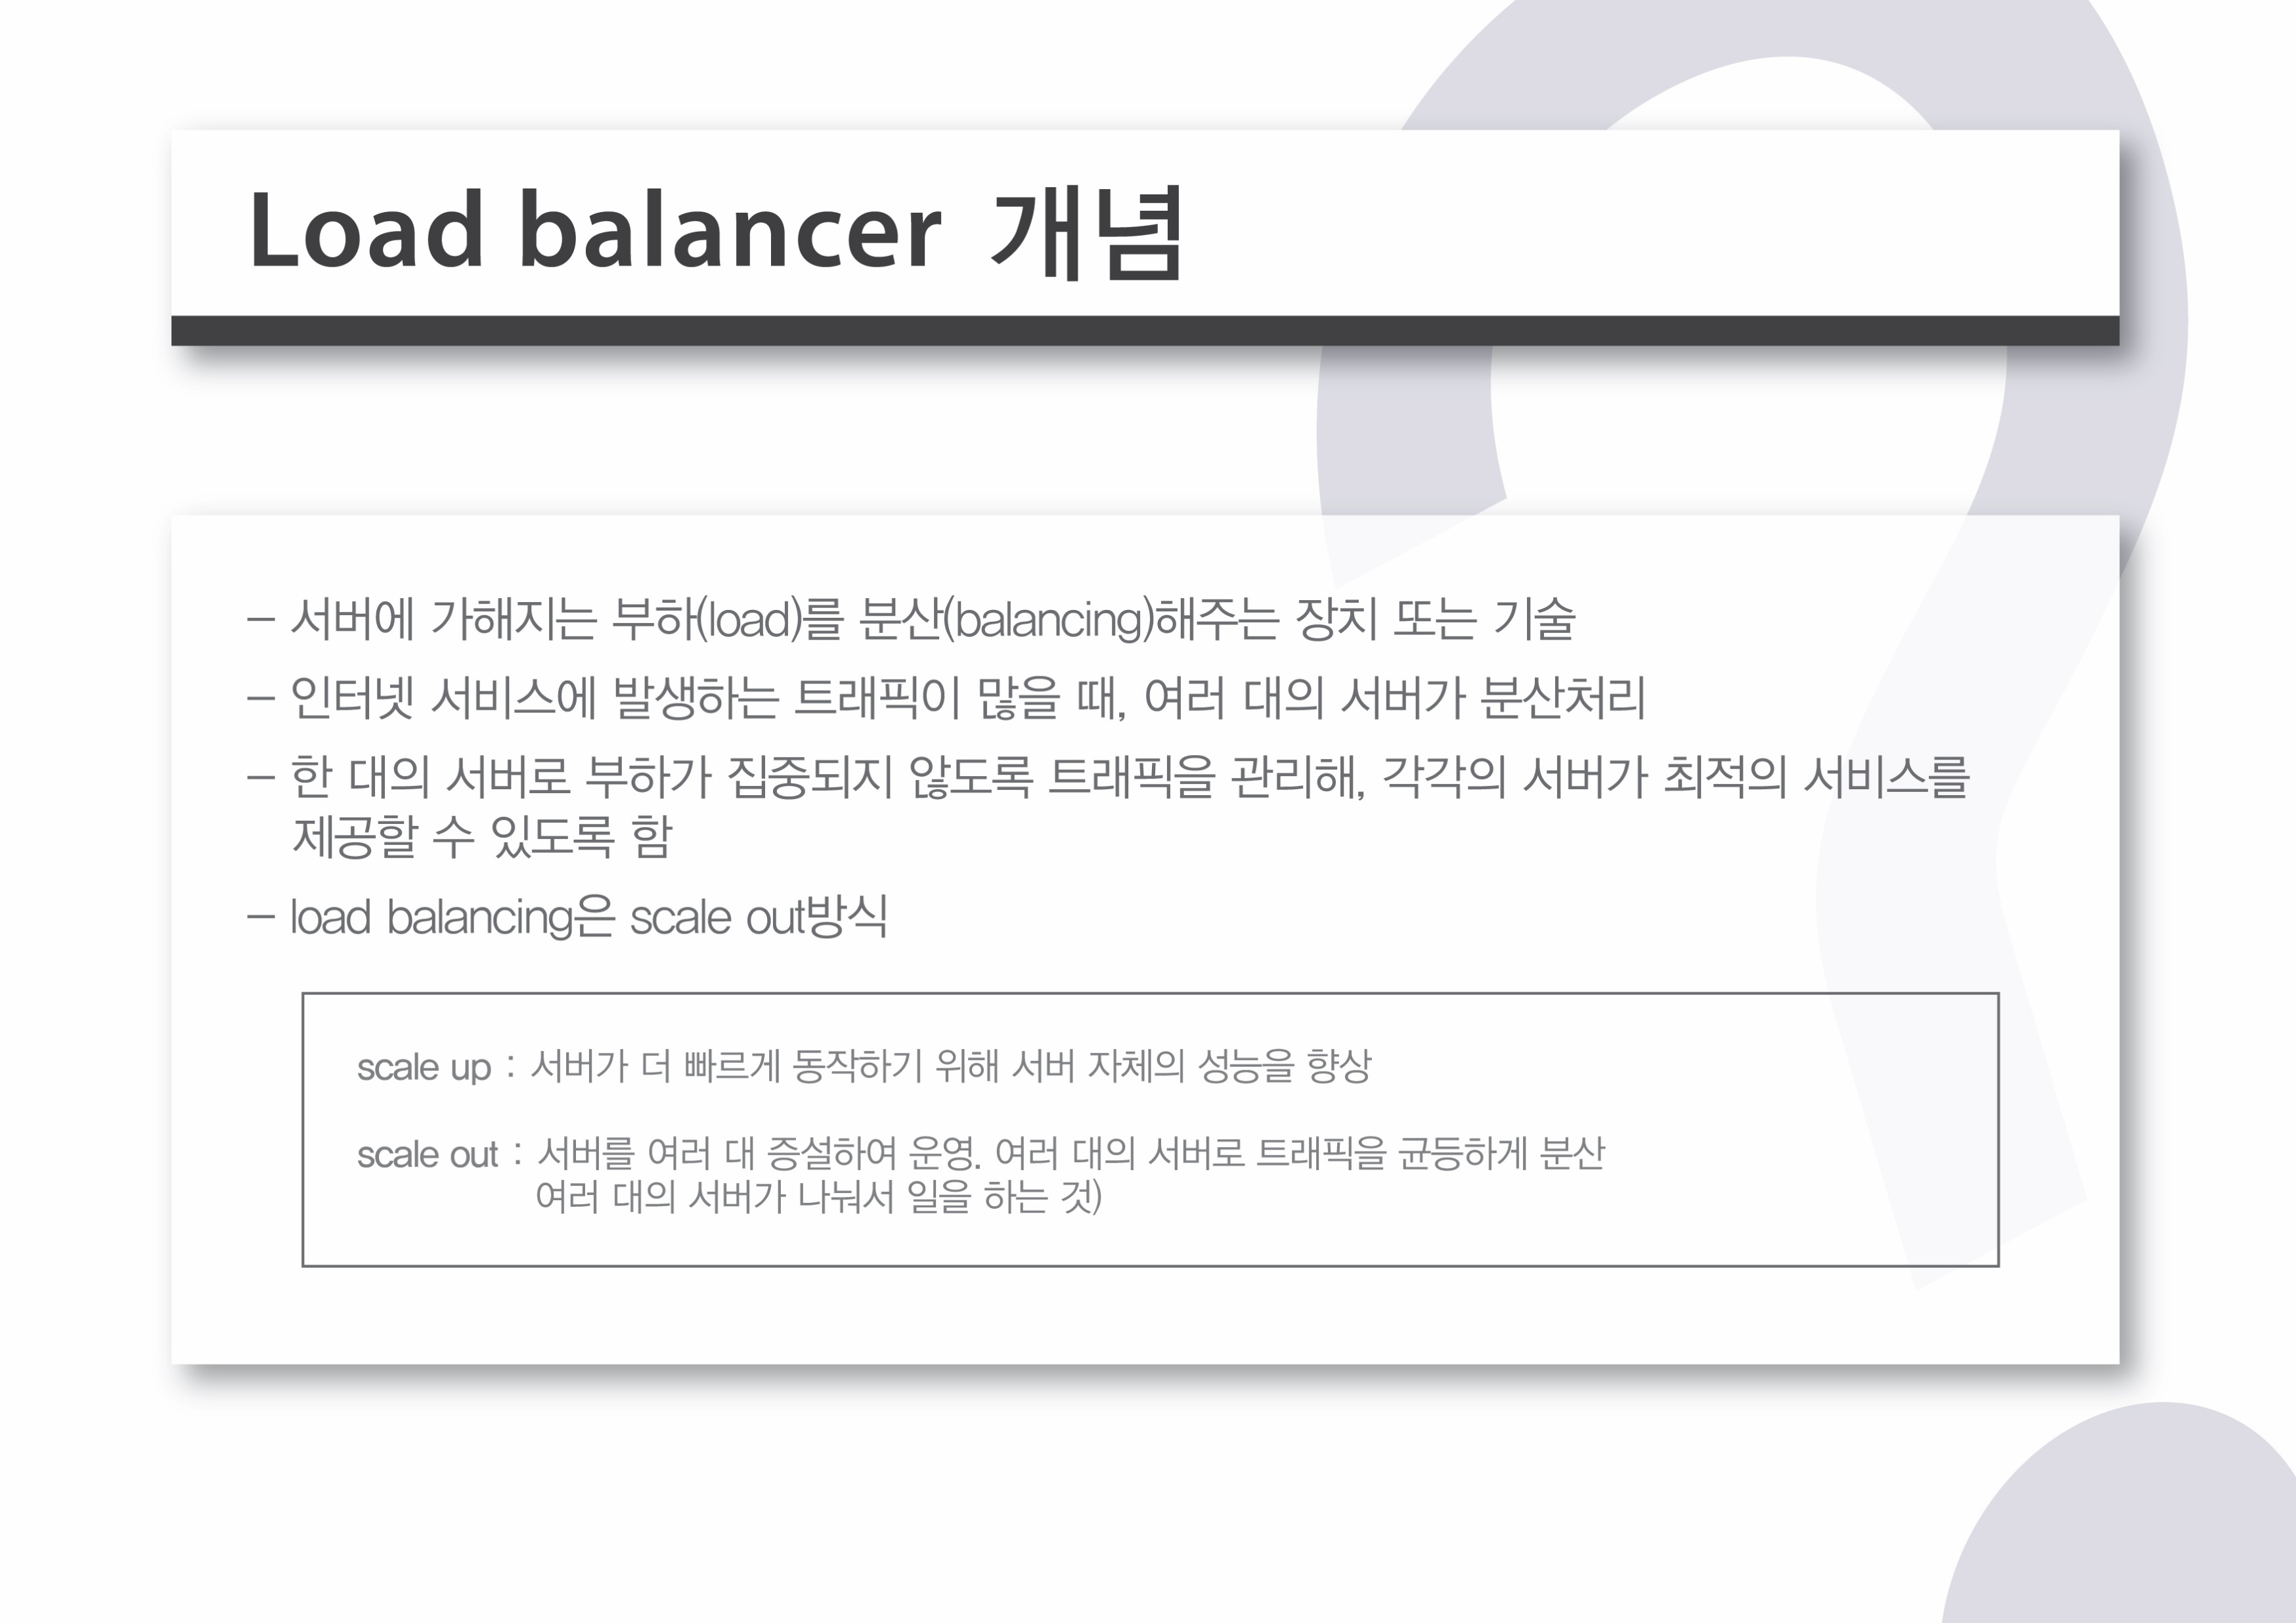 Load balancer 개념
– 서버에 가해지는 부하(load)를 분산(balancing)해주는 장치 또는 기술
– 인터넷 서비스에 발생하는 트래픽이 많을 때, 여러 대의 서버가 분산처리
– 한 대의 서버로 부하가 집중되지 않도록 트래픽을 관리해, 각각의 서버가 최적의 서비스를
제공할 수 있도록 함
– load balancing은 scale out방식
scale up : 서버가 더 빠르게 동작하기 위해 서버 자체의 성능을 향상
scale out : 서버를 여러 대 증설하여 운영. 여러 대의 서버로 트래픽을 균등하게 분산
여러 대의 서버가 나눠서 일을 하는 것)